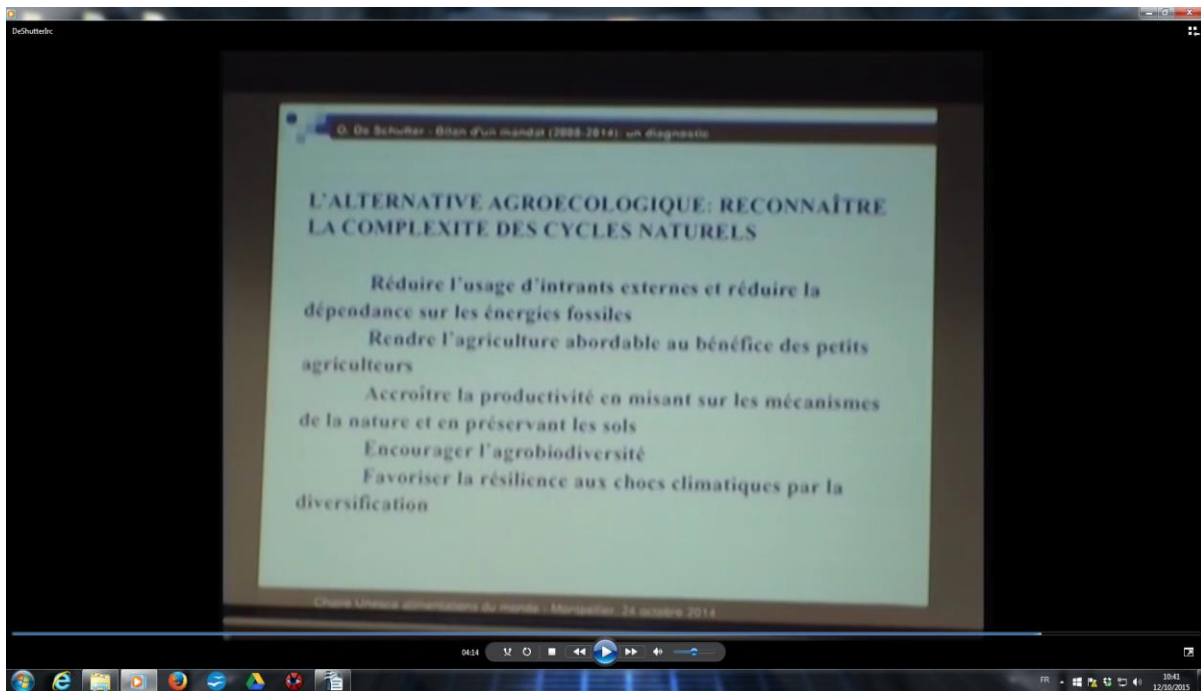 DeShutterIrc
O. De Schutter - Bilan d'un mandat (2008-2014): un diagnostic
L'ALTERNATIVE AGROECOLOGIQUE: RECONNAÎTRE
LA COMPLEXITE DES CYCLES NATURELS
Réduire l'usage d'intrants externes et réduire la
dépendance sur les énergies fossiles
Rendre l'agriculture abordable au bénéfice des petits
agriculteurs
Accroître la productivité en misant sur les mécanismes
de la nature et en préservant les sols
Encourager l'agrobiodiversité
Favoriser la résilience aux chocs climatiques par la
diversification
Chaire Unesco alimentations du monde - Montpellier, 24 octobre 2014
04:14
FR
10:41
12/10/2015